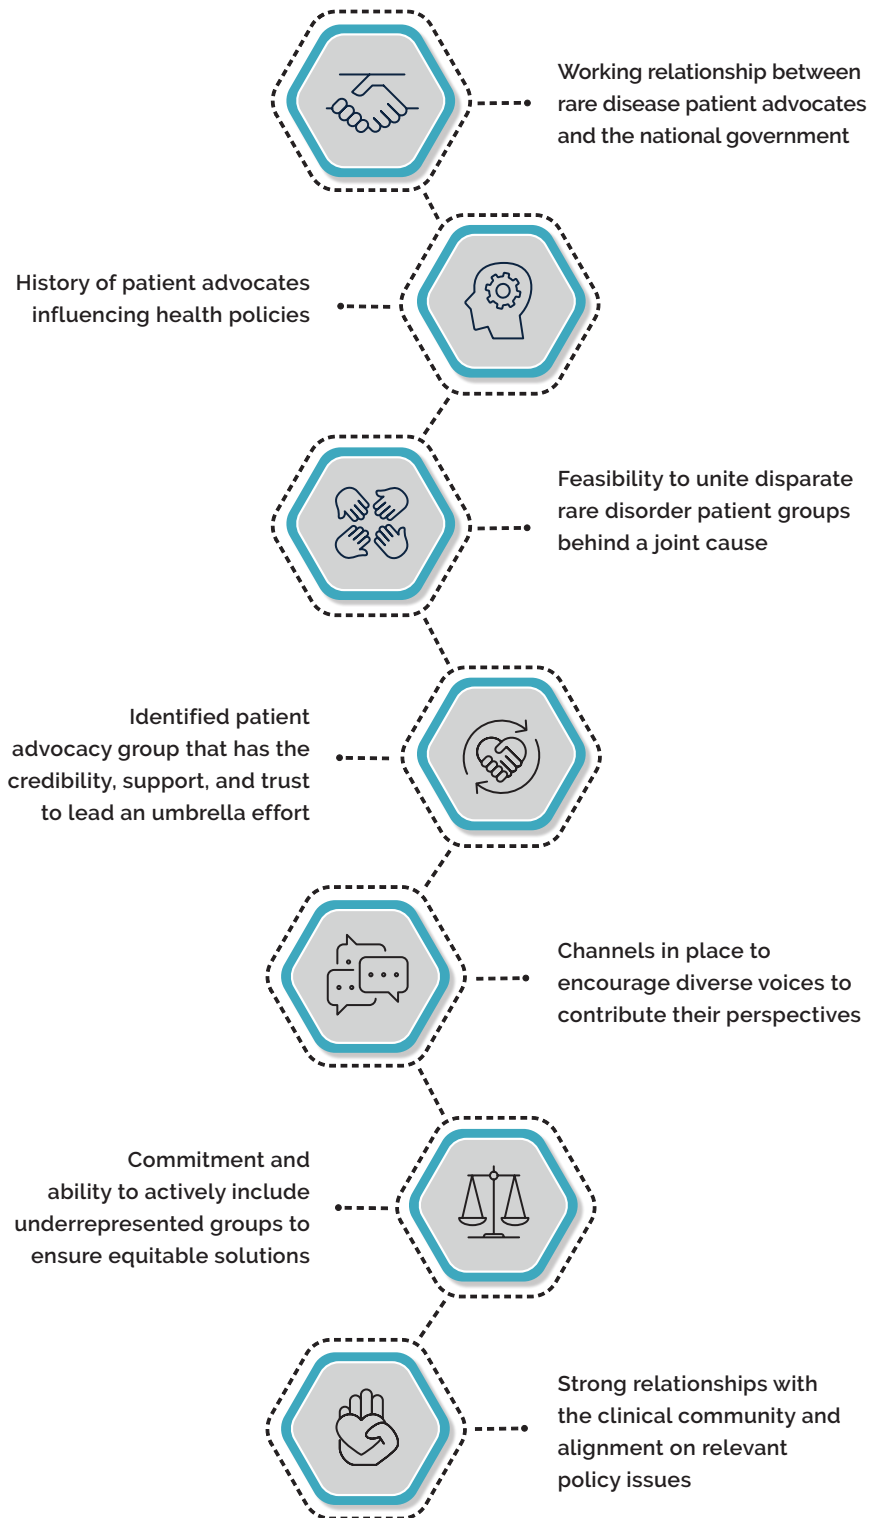 Working relationship between
rare disease patient advocates
and the national government
History of patient advocates
influencing health policies
Feasibility to unite disparate
rare disorder patient groups
behind a joint cause
Identified patient
advocacy group that has the
credibility, support, and trust
to lead an umbrella effort
Channels in place to
encourage diverse voices to
contribute their perspectives
Commitment and
ability to actively include
underrepresented groups to
ensure equitable solutions
Strong relationships with
the clinical community and
alignment on relevant
policy issues